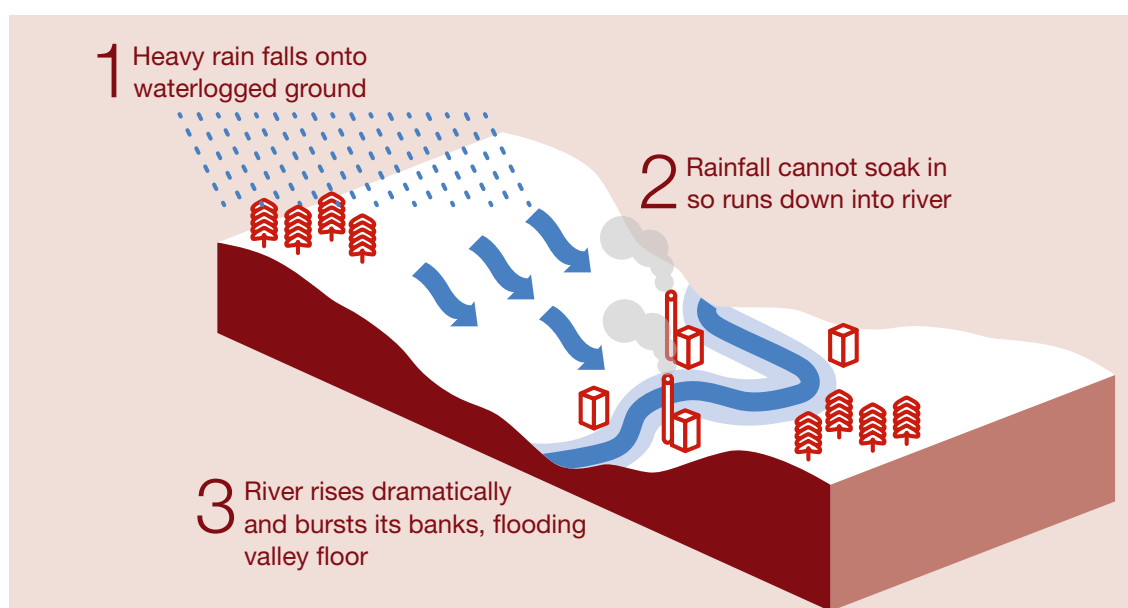 1
Heavy rain falls onto
waterlogged ground
2
Rainfall cannot soak in
so runs down into river
3
River rises dramatically
and bursts its banks, flooding
valley floor